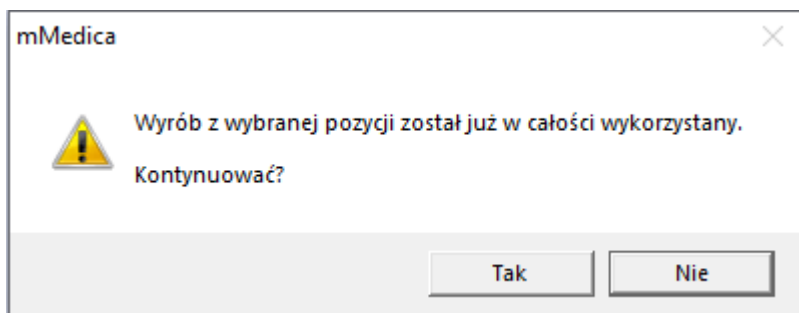 mMedica
Wyrób z wybranej pozycji został już w całości wykorzystany.
Kontynuować?
Tak
Nie